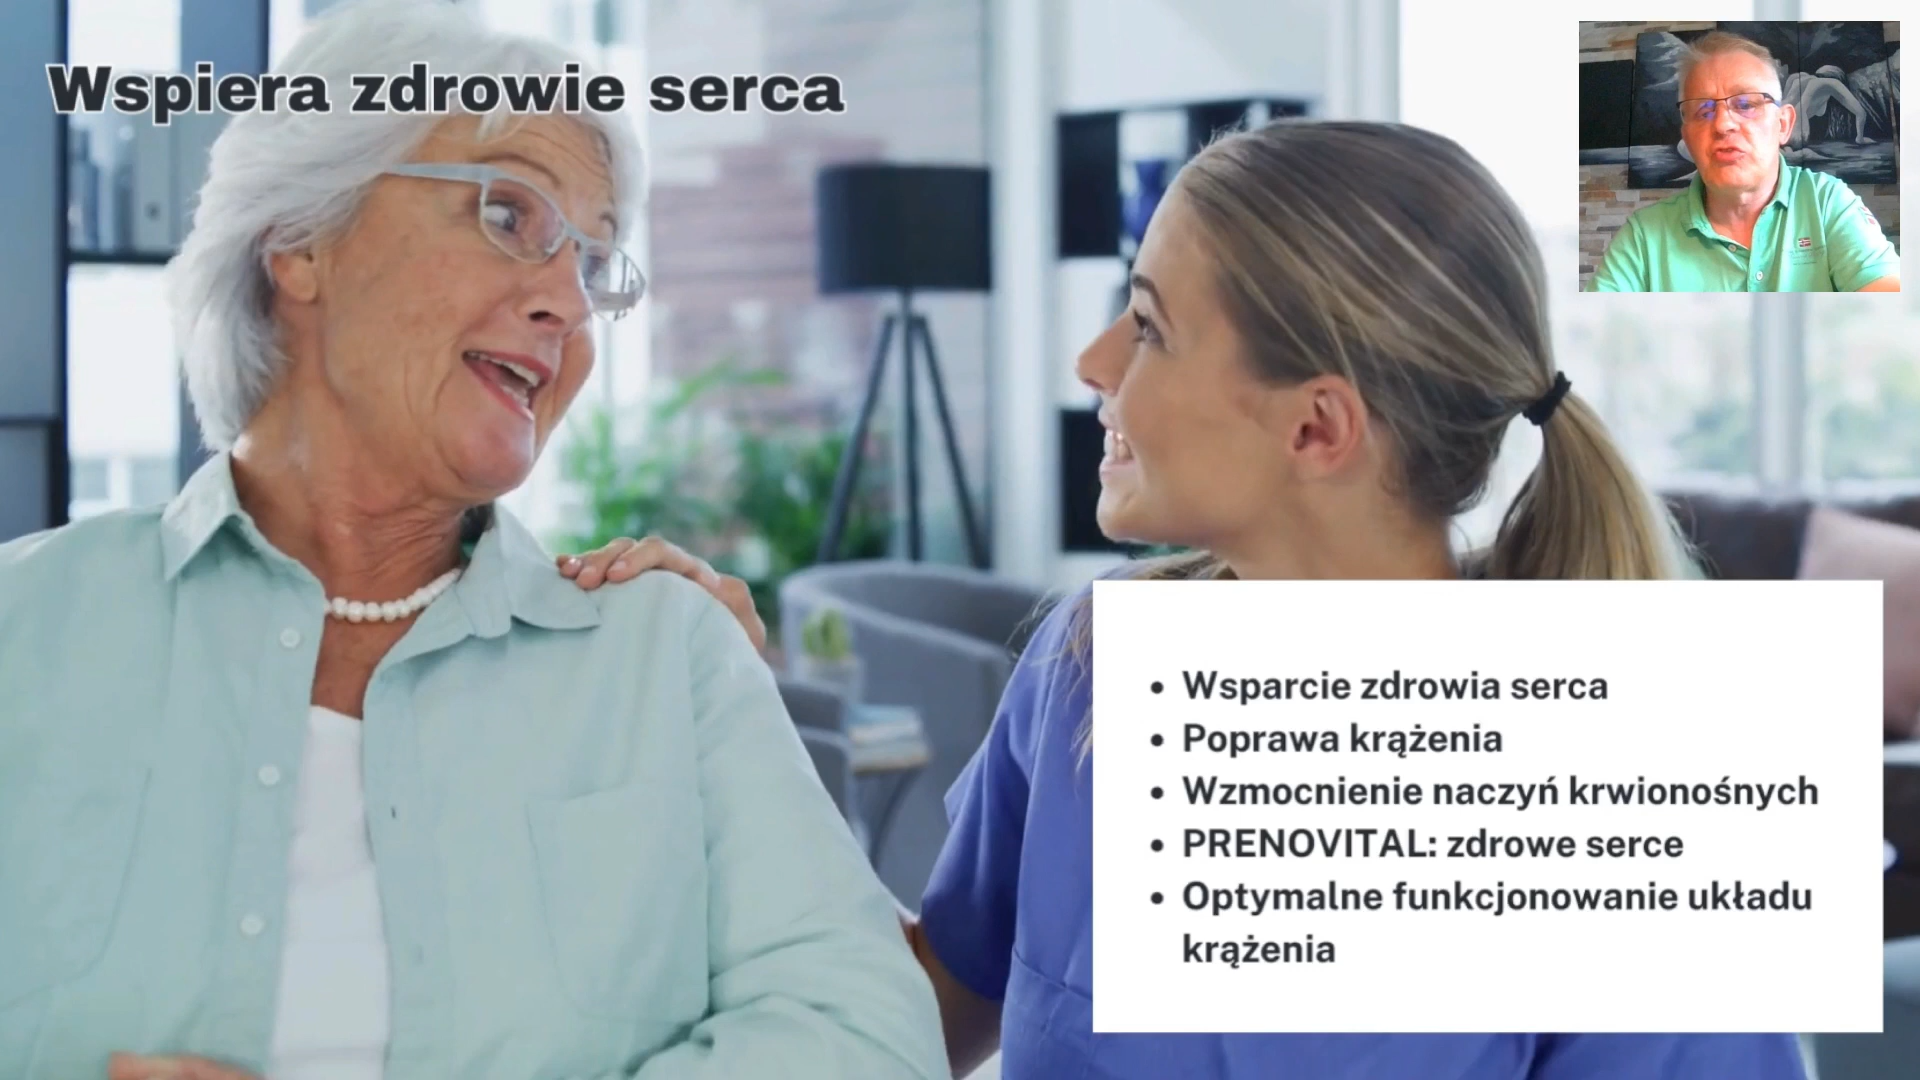 Wspiera zdrowie serca
• Wsparcie zdrowia serca
• Poprawa krążenia
• Wzmocnienie naczyń krwionośnych
• PRENOVITAL: zdrowe serce
• Optymalne funkcjonowanie układu
krążenia